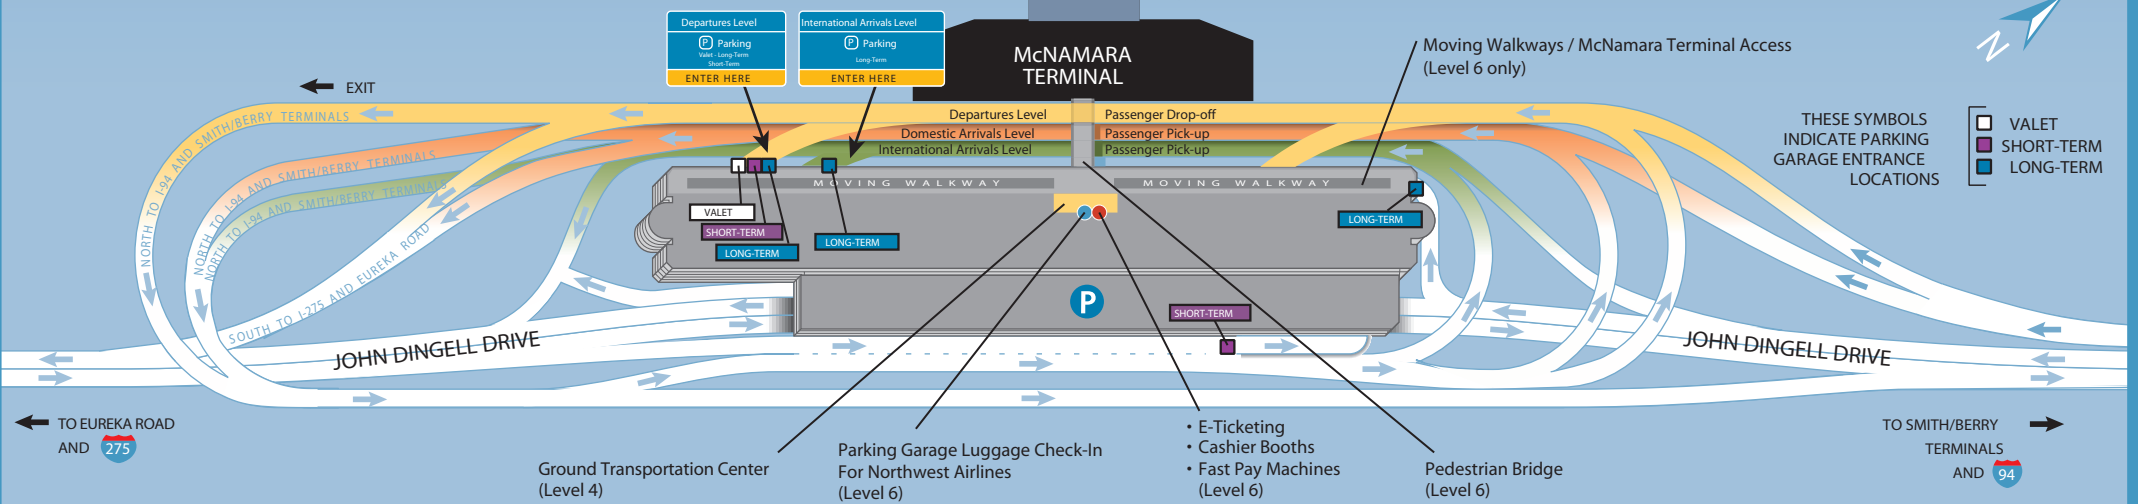 Departures Level
P Parking
Valet - Long-Term
Short-Term
ENTER HERE
International Arrivals Level
P Parking
Long-Term
ENTER HERE
McNAMARA
TERMINAL
Moving Walkways / McNamara Terminal Access
(Level 6 only)
N
EXIT
THESE SYMBOLS
INDICATE PARKING
GARAGE ENTRANCE
LOCATIONS
VALET
SHORT-TERM
LONG-TERM
Departures Level
Passenger Drop-off
Domestic Arrivals Level
Passenger Pick-up
International Arrivals Level
Passenger Pick-up
NORTH TO I-94 AND SMITH/BERRY TERMINALS
NORTH TO I-94 AND SMITH/BERRY TERMINALS
NORTH TO I-94 AND SMITH/BERRY TERMINALS
SOUTH TO I-275 AND EUREKA ROAD
MOVING WALKWAY
MOVING WALKWAY
VALET
SHORT-TERM
LONG-TERM
LONG-TERM
LONG-TERM
P
SHORT-TERM
JOHN DINGELL DRIVE
JOHN DINGELL DRIVE
TO EUREKA ROAD
AND 275
Ground Transportation Center
(Level 4)
Parking Garage Luggage Check-In
For Northwest Airlines
(Level 6)
• E-Ticketing
• Cashier Booths
• Fast Pay Machines
(Level 6)
Pedestrian Bridge
(Level 6)
TO SMITH/BERRY
TERMINALS
AND 94